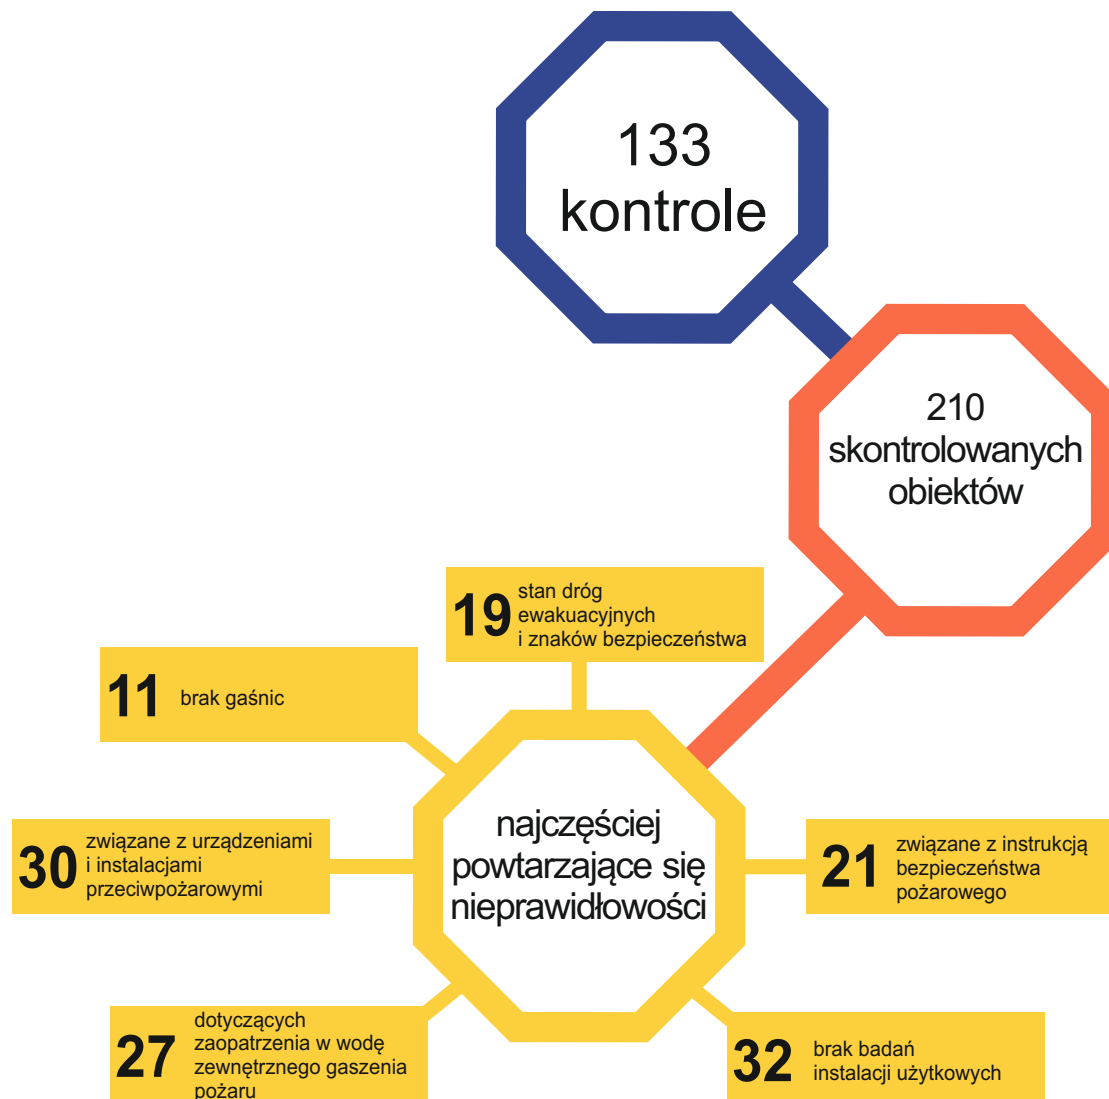 133
kontrole
210
skontrolowanych
obiektów
19
stan dróg
ewakuacyjnych
i znaków bezpieczeństwa
11
brak gaśnic
najczęściej
powtarzające się
nieprawidłowości
30
związane z urządzeniami
i instalacjami
przeciwpożarowymi
21
związane z instrukcją
bezpieczeństwa
pożarowego
27
dotyczących
zaopatrzenia w wodę
zewnętrznego gaszenia
pożaru
32
brak badań
instalacji użytkowych